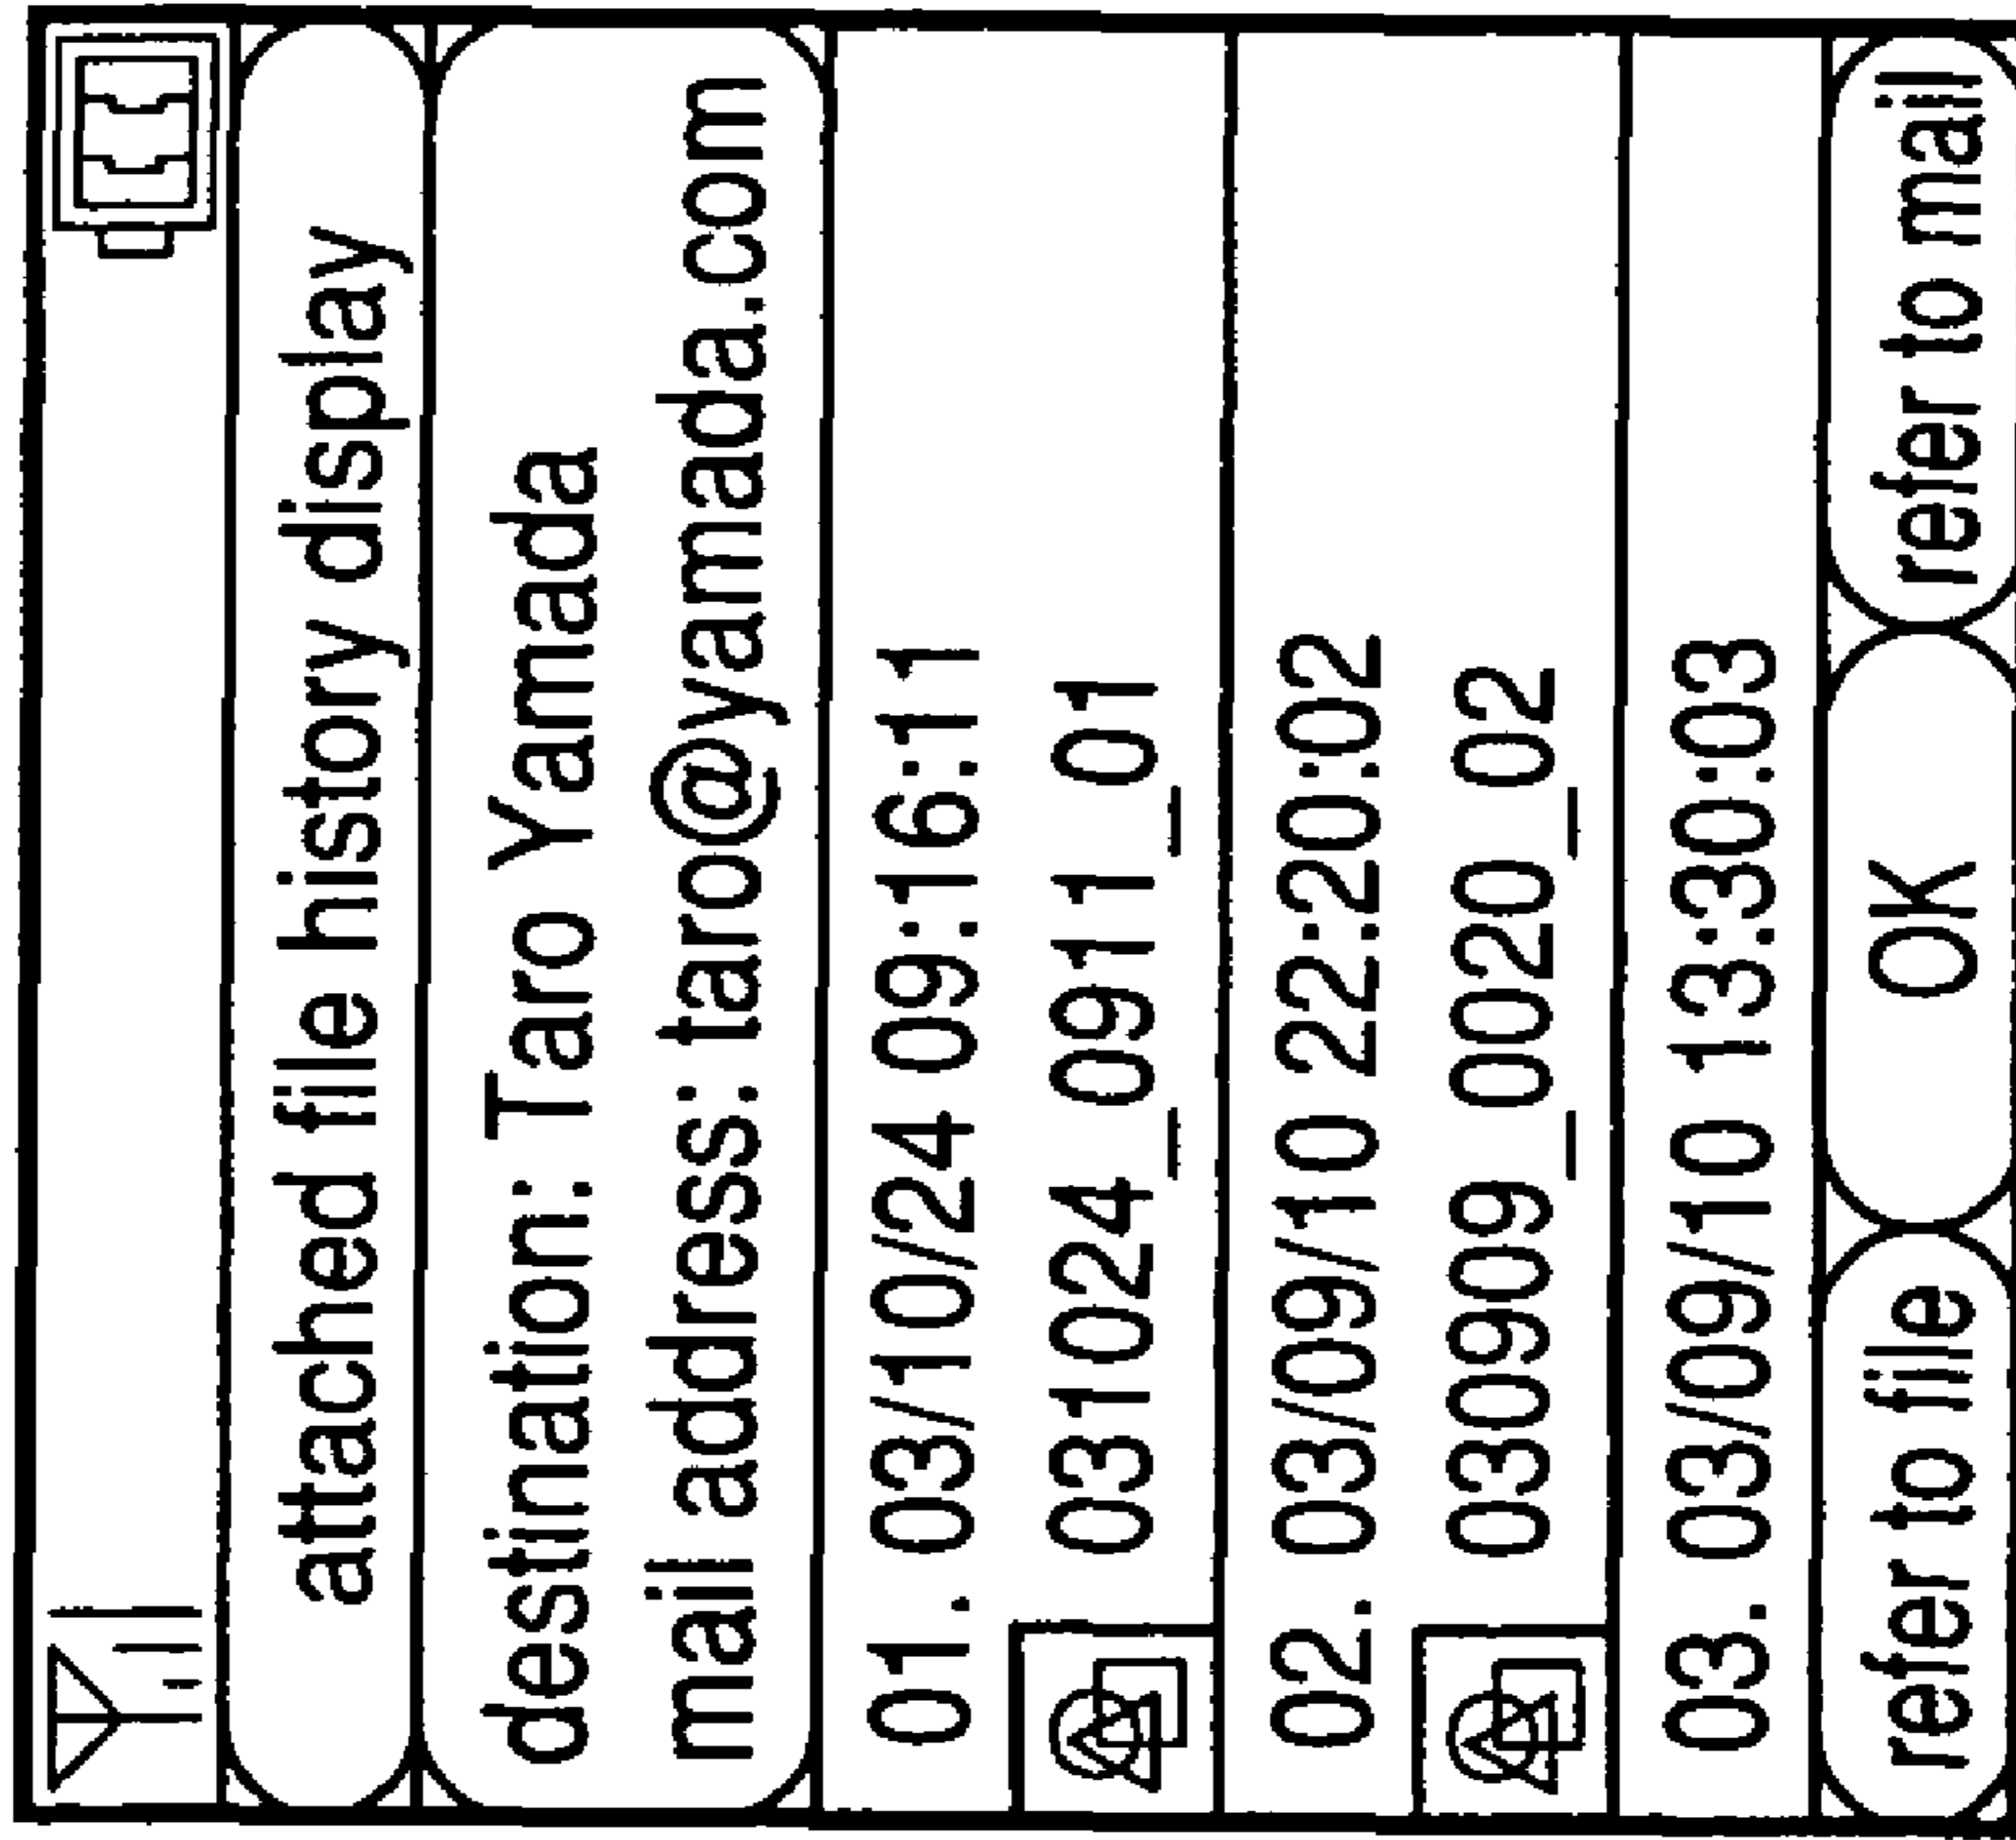 attached file history display
destination: Taro Yamada
mail address: taro@yamada.com
01. 03/10/24 09:16:11
031024_0911_01
02. 03/09/10 22:20:02
030909_0020_02
03. 03/09/10 13:30:03
refer to file OK refer to mail